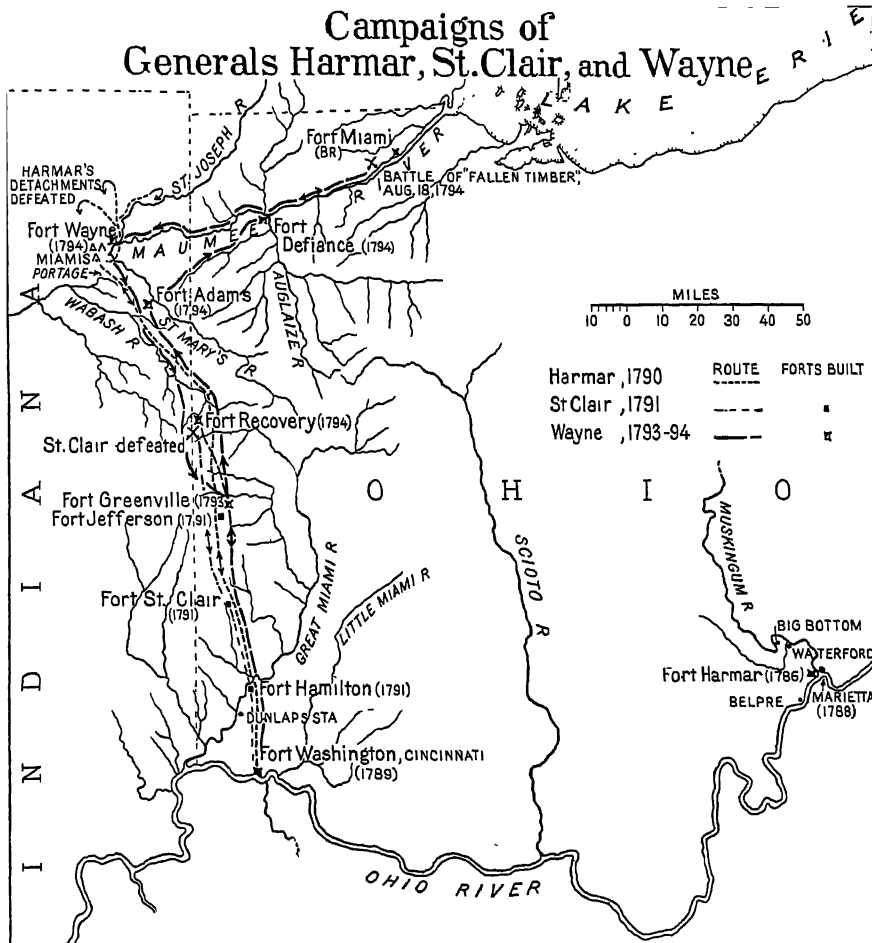 Campaigns of
Generals Harmar, St.Clair, and Wayne
LAKE ERIE
ST. JOSEPH R
Fort Miami
(BR)
HARMAR'S
DETACHMENTS
DEFEATED
BATTLE OF "FALLEN TIMBER",
AUG. 18, 1794
MAUMEE RIVER
Fort Wayne
(1794)
MIAMIS
PORTAGE
Fort
Defiance (1794)
Fort Adams
(1794)
WABASH R
ST MARY'S R
AUGLAIZE R
MILES
10 0 10 20 30 40 50
ROUTE FORTS BUILT
Harmar, 1790
St Clair, 1791
Wayne, 1793-94
Fort Recovery (1794)
St. Clair defeated
Fort Greenville (1793)
Fort Jefferson (1791)
OHIO
INDIANA
MUSKINGUM R
SCIOTO R
GREAT MIAMI R
LITTLE MIAMI R
Fort St. Clair
(1791)
BIG BOTTOM
WATERFORD
Fort Harmar (1786)
BELPRE
MARIETTA
(1788)
Fort Hamilton (1791)
DUNLAPS STA
Fort Washington, CINCINNATI
(1789)
OHIO RIVER